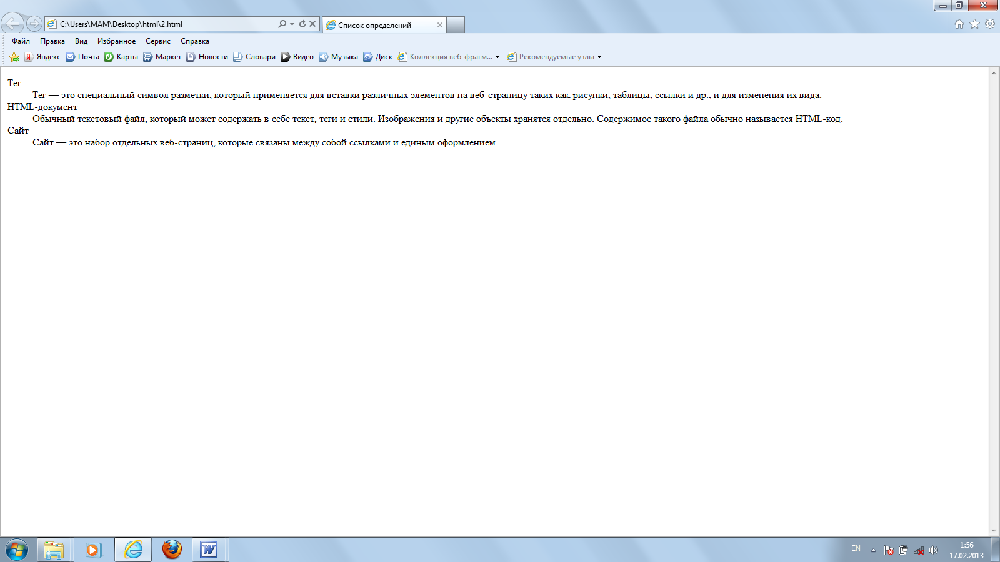 C:\Users\MAM\Desktop\html\2.html
Список определений
Файл Правка Вид Избранное Сервис Справка
Яндекс Почта Карты Маркет Новости Словари Видео Музыка Диск Коллекция веб-фрагм... Рекомендуемые узлы
Тег
Тег — это специальный символ разметки, который применяется для вставки различных элементов на веб-страницу таких как: рисунки, таблицы, ссылки и др., и для изменения их вида.
HTML-документ
Обычный текстовый файл, который может содержать в себе текст, теги и стили. Изображения и другие объекты хранятся отдельно. Содержимое такого файла обычно называется HTML-код.
Сайт
Сайт — это набор отдельных веб-страниц, которые связаны между собой ссылками и единым оформлением.
EN
1:56
17.02.2013